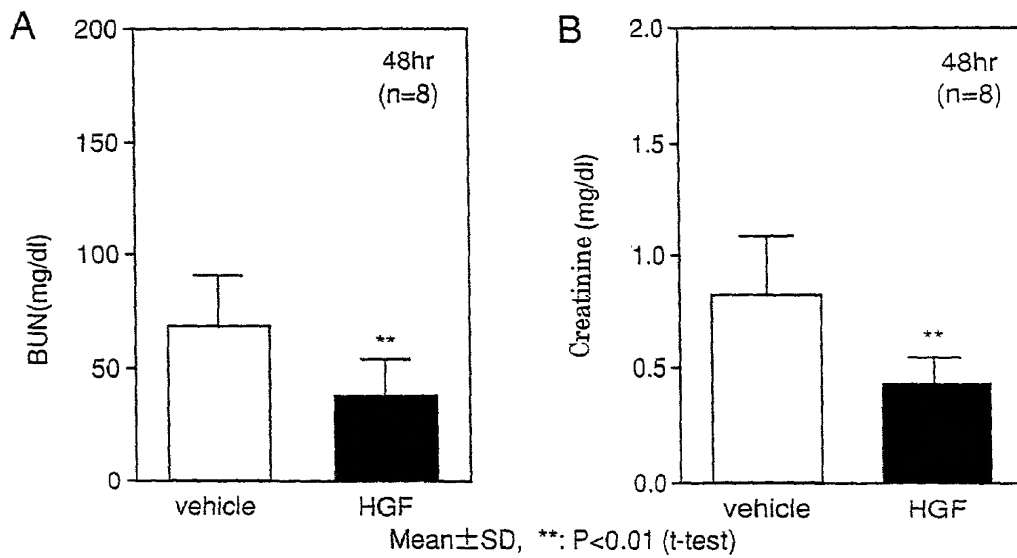 A
200
150
100
50
0
BUN(mg/dl)
48hr
(n=8)
**
vehicle
HGF
B
2.0
1.5
1.0
0.5
0.0
Creatinine (mg/dl)
48hr
(n=8)
**
vehicle
HGF
Mean±SD, **: P<0.01 (t-test)